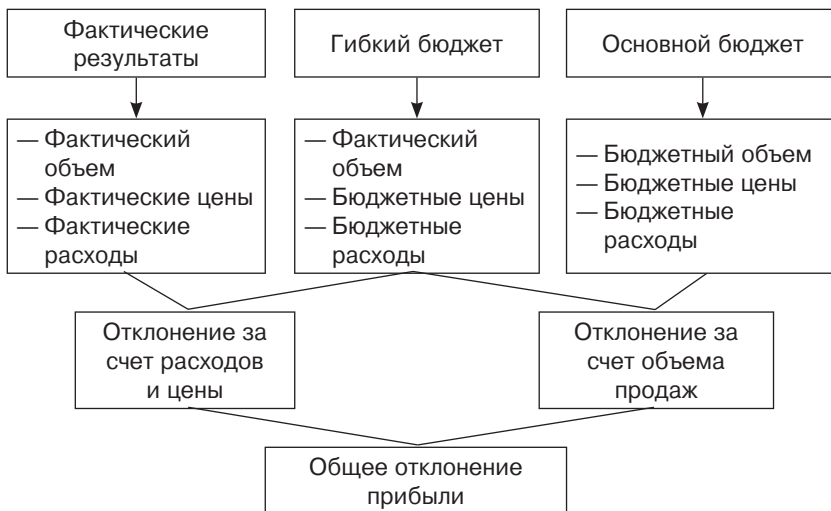 Фактические
результаты
Гибкий бюджет
Основной бюджет
— Фактический
объем
— Фактические цены
— Фактические
расходы
— Фактический
объем
— Бюджетные цены
— Бюджетные
расходы
— Бюджетный объем
— Бюджетные цены
— Бюджетные
расходы
Отклонение за
счет расходов
и цены
Отклонение за
счет объема
продаж
Общее отклонение
прибыли